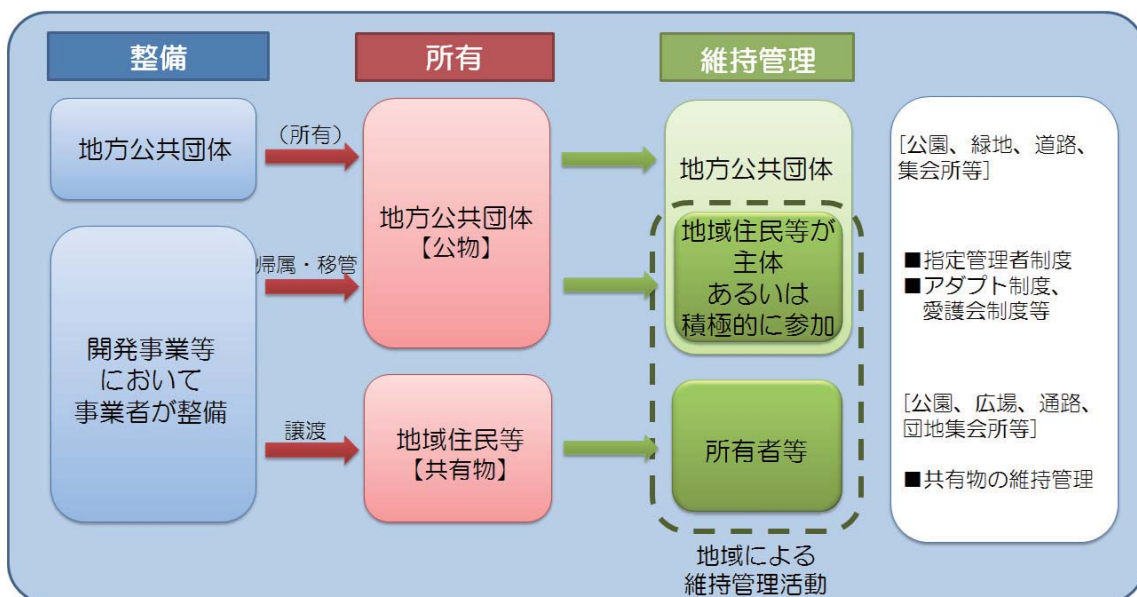 整備
所有
維持管理
地方公共団体
(所有)
開発事業等
において
事業者が整備
帰属・移管
譲渡
地方公共団体
【公物】
地域住民等
【共有物】
地方公共団体
地域住民等が
主体
あるいは
積極的に参加
所有者等
地域による
維持管理活動
[公園、緑地、道路、
集会所等]
■指定管理者制度
■アダプト制度、
愛護会制度等
[公園、広場、通路、
団地集会所等]
■共有物の維持管理